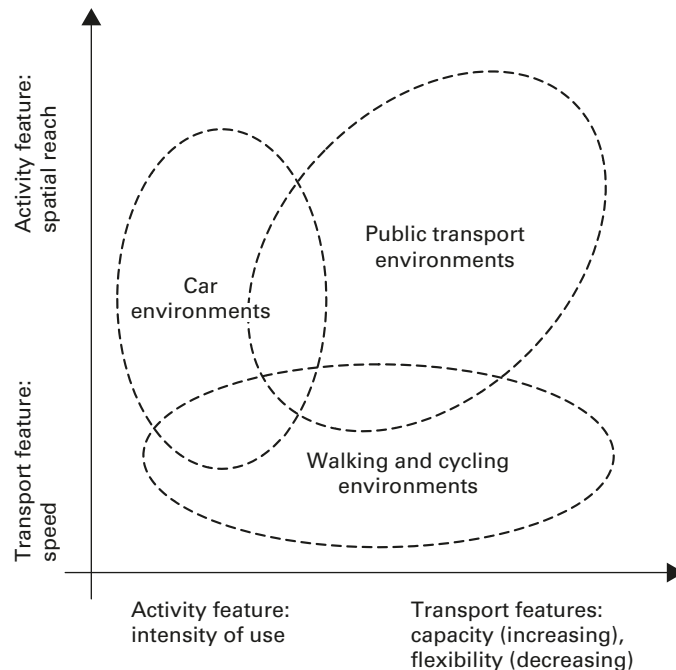 Activity feature:
spatial reach
Transport feature:
speed
Car
environments
Public transport
environments
Walking and cycling
environments
Activity feature:
intensity of use
Transport features:
capacity (increasing),
flexibility (decreasing)